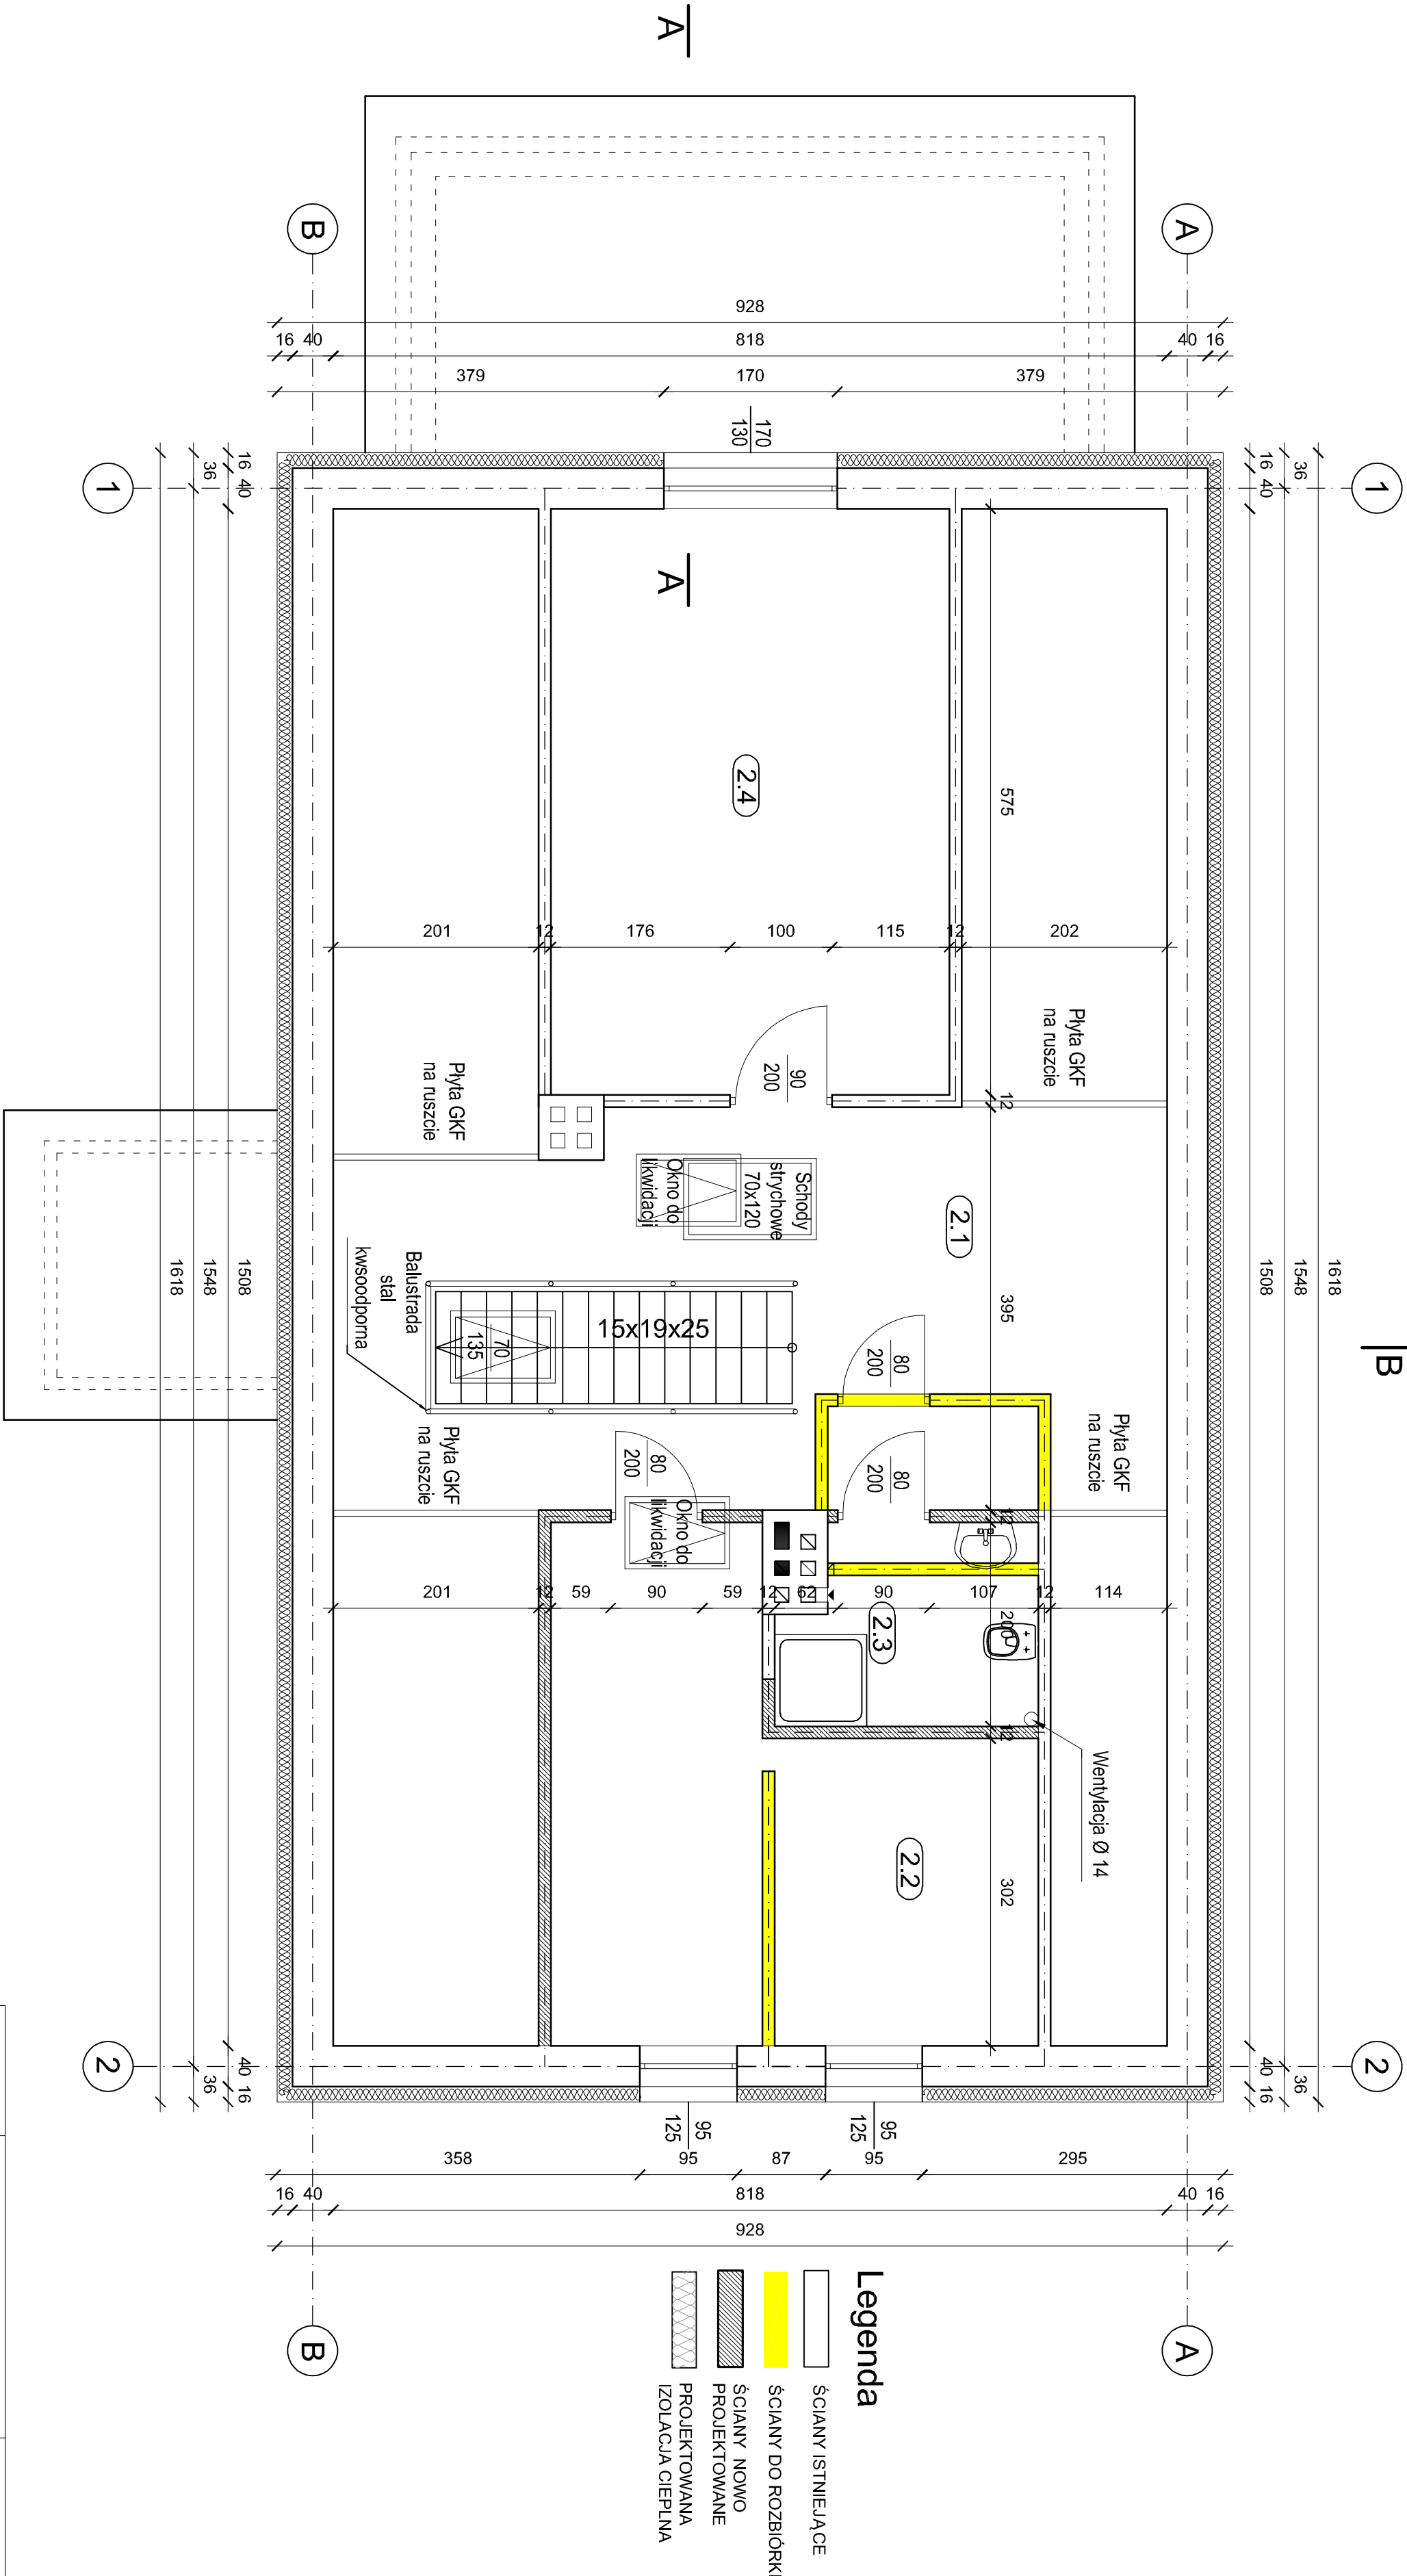 A
B
A
928
16
40
818
40
16
379
170
379
170
130
1
16
36
40
16
36
40
1
A
2.4
575
201
12
176
100
115
12
202
Płyta GKF
na ruszcie
Płyta GKF
na ruszcie
90
200
12
Okno do
likwidacji
Schody
strychowe
70x120
2.1
1618
1548
1508
1508
1548
1618
B
Balustrada
stal
kwsoodporna
15x19x25
70
135
395
80
200
80
200
80
200
Płyta GKF
na ruszcie
Płyta GKF
na ruszcie
Okno do
likwidacji
12
201
12
59
90
59
12
62
90
107
12
114
2.3
200
12
Wentylacja Ø 14
2.2
302
2
40
36
16
40
36
16
2
95
125
95
125
358
95
87
95
295
16
40
818
40
16
928
B
A
Legenda
ŚCIANY ISTNIEJĄCE
ŚCIANY DO ROZBIÓRKI
ŚCIANY NOWO
PROJEKTOWANE
PROJEKTOWANA
IZOLACJA CIEPLNA